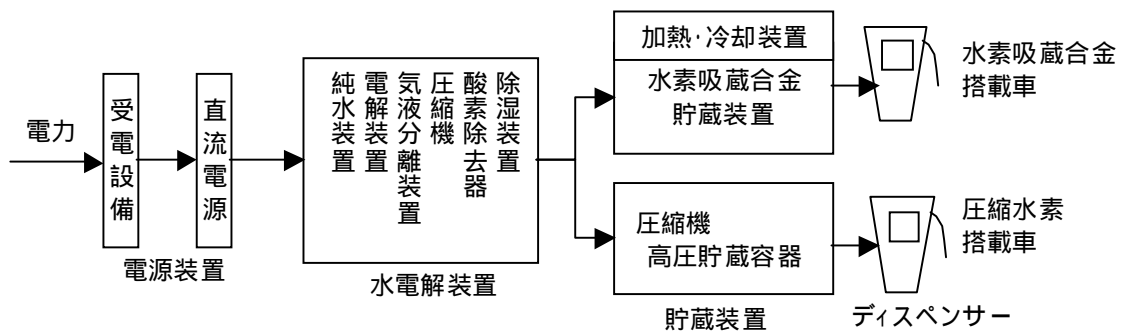 電力
受電設備
直流電源
電源装置
純水装置
電解装置
気液分離装置
圧縮機
酸素除去器
除湿装置
水電解装置
加熱・冷却装置
水素吸蔵合金
貯蔵装置
圧縮機
高圧貯蔵容器
貯蔵装置
水素吸蔵合金
搭載車
圧縮水素
搭載車
ディスペンサー